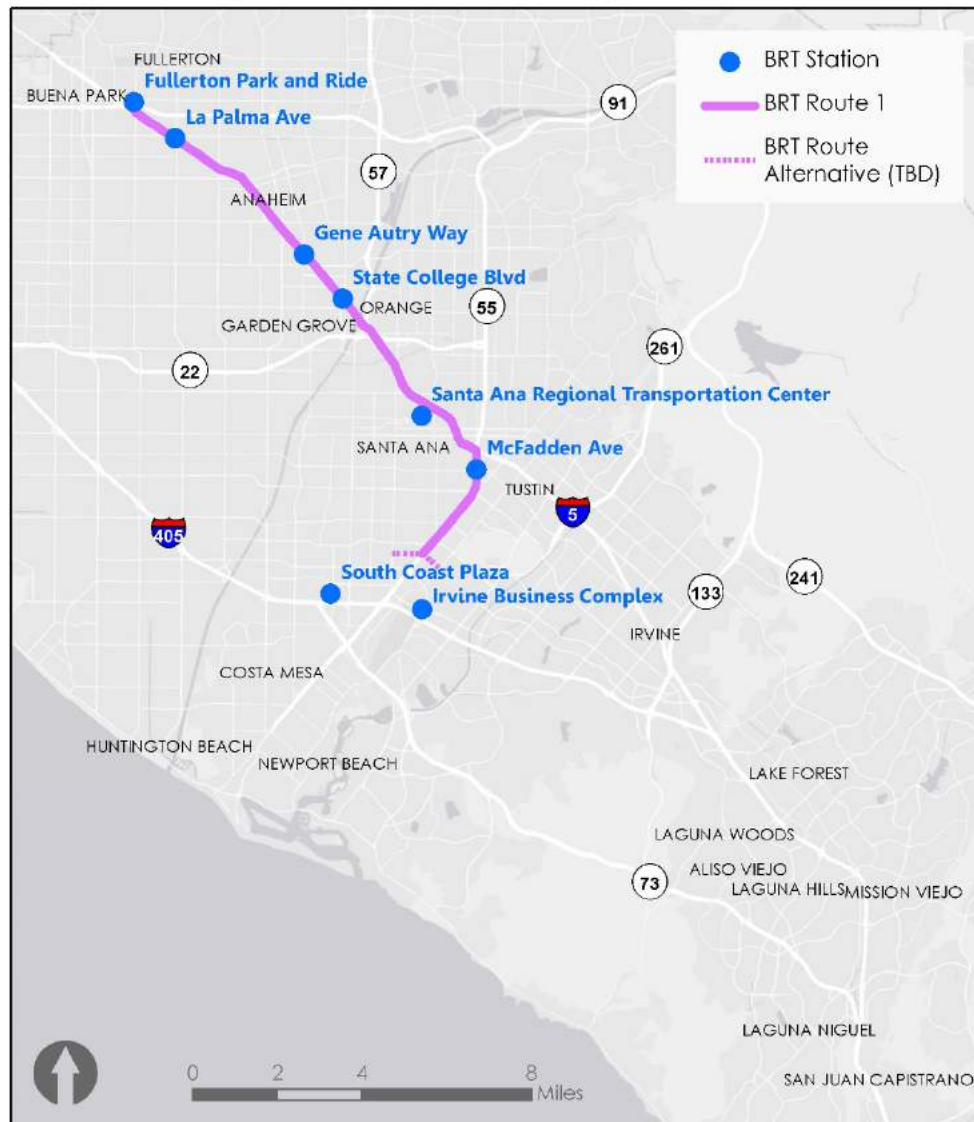 FULLERTON
Fullerton Park and Ride
BUENA PARK
La Palma Ave
BRT Station
BRT Route 1
BRT Route
Alternative (TBD)
91
57
ANAHEIM
Gene Autry Way
State College Blvd
ORANGE
55
GARDEN GROVE
261
22
Santa Ana Regional Transportation Center
SANTA ANA
McFadden Ave
TUSTIN
5
405
South Coast Plaza
Irvine Business Complex
133
241
IRVINE
COSTA MESA
HUNTINGTON BEACH
NEWPORT BEACH
LAKE FOREST
LAGUNA WOODS
ALISO VIEJO
73
LAGUNA HILLS
MISSION VIEJO
LAGUNA NIGUEL
SAN JUAN CAPISTRANO
0 2 4 8
Miles